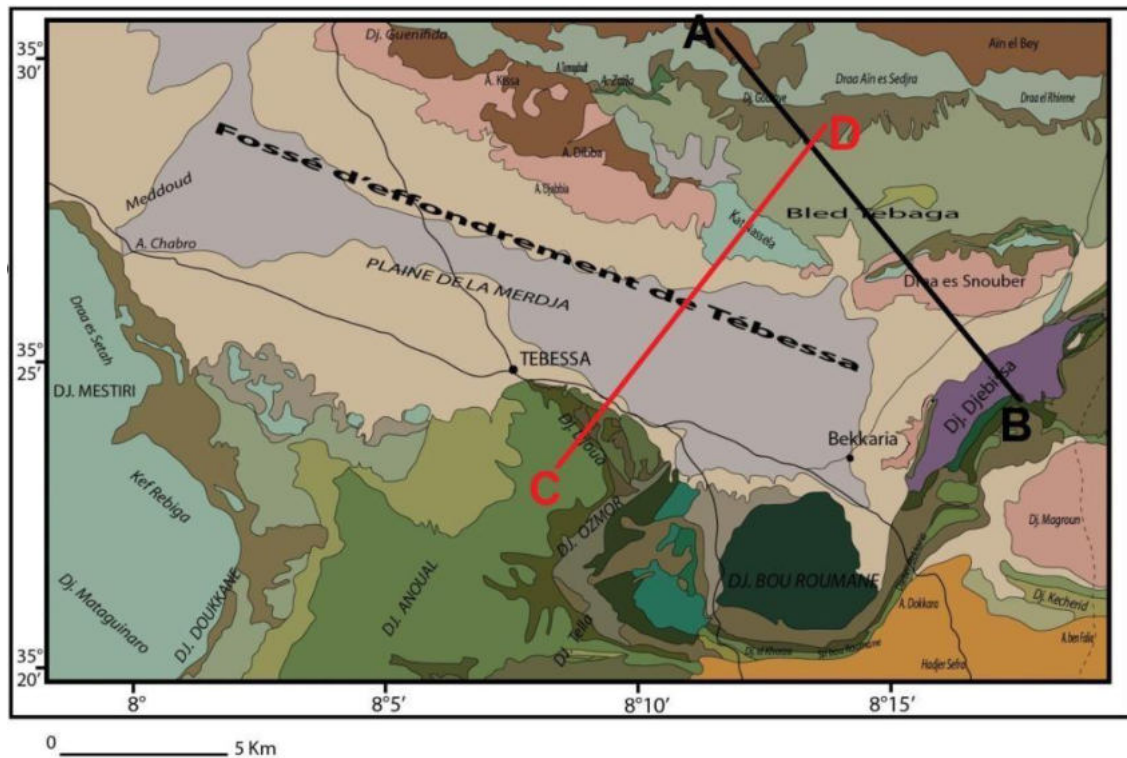 35°
30'
35°
25'
35°
20'
Dj. Guenifida
A
Ain el Bey
A. Kissa
Draa Aïn es Sedjra
Draa el Rhirme
D
A. Dibiba
A. Djebbia
Fossé d'effondrement de Tébessa
Meddoud
A. Chabro
PLAINE DE LA MERDJA
Bled Tebaga
Draa es Snouber
Draa es Setah
DJ. MESTIRI
TEBESSA
Dj. Djebissa
B
Bekkaria
C
Kef Rebiga
DJ. OZMOR
Dj. Magroun
DJ. BOU ROUMANE
DJ. ANOUAL
Dj. Mataguinaro
DJ. DOUKKANE
DJ. Tella
A. Dokkara
Dj. Kecherid
Hadjer Sefra
8°
8°5'
8°10'
8°15'
0
5 Km